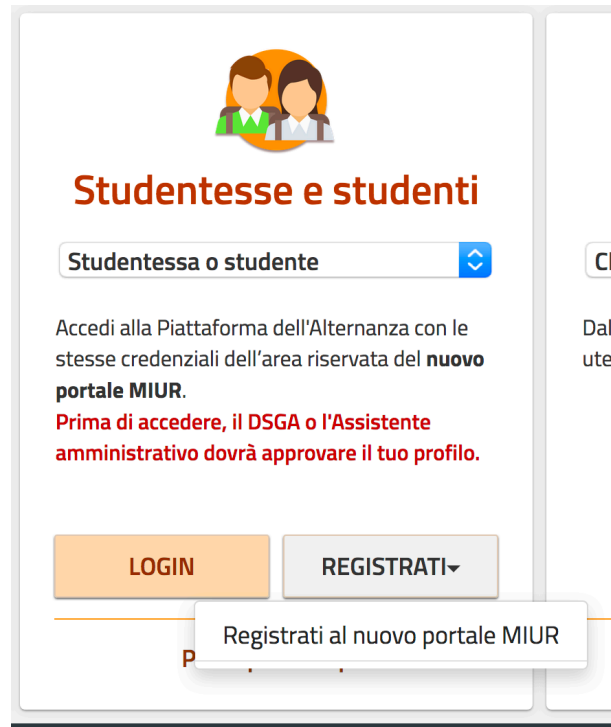 Studentesse e studenti
Studentessa o studente
Accedi alla Piattaforma dell'Alternanza con le
stesse credenziali dell’area riservata del nuovo
portale MIUR.
Prima di accedere, il DSGA o l'Assistente
amministrativo dovrà approvare il tuo profilo.
LOGIN
REGISTRATI
Registrati al nuovo portale MIUR